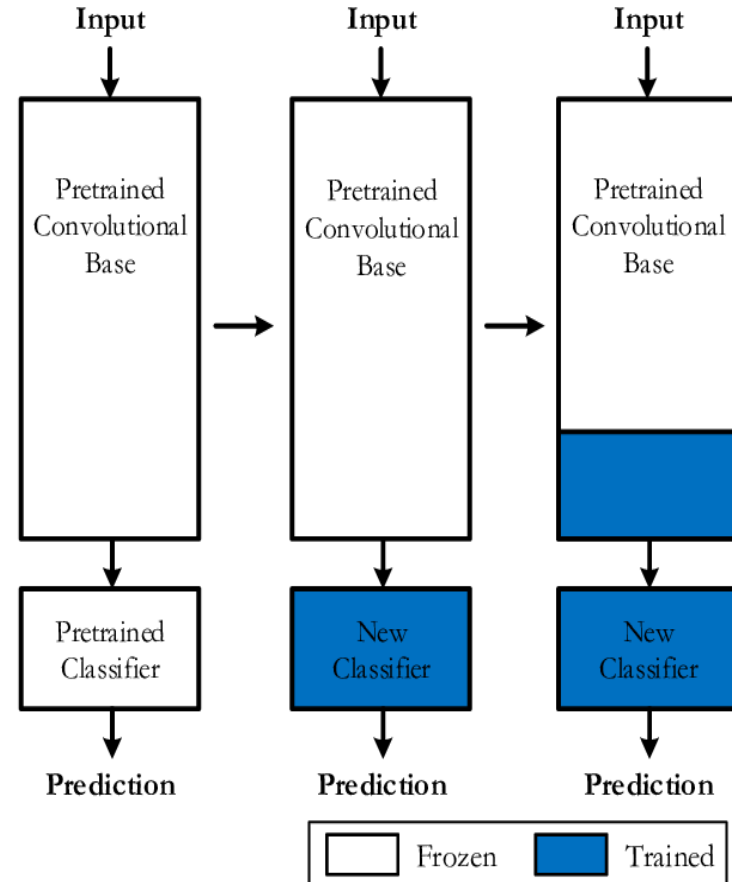 Input
Input
Input
Pretrained
Convolutional
Base
Pretrained
Convolutional
Base
Pretrained
Convolutional
Base
Pretrained
Classifier
New
Classifier
New
Classifier
Prediction
Prediction
Prediction
Frozen
Trained